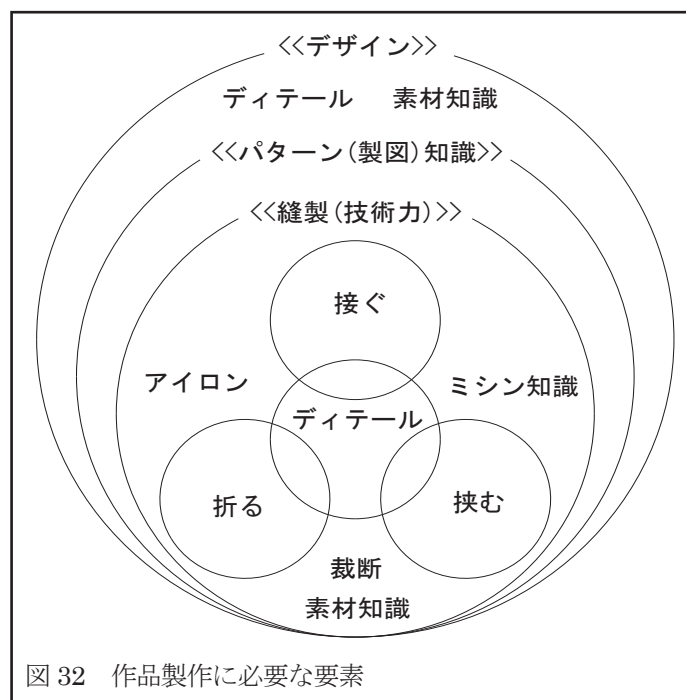 <<デザイン>>
ディテール　素材知識
<<パターン(製図)知識>>
<<縫製(技術力)>>
接ぐ
アイロン
ミシン知識
ディテール
折る
挟む
裁断
素材知識
図 32　作品製作に必要な要素